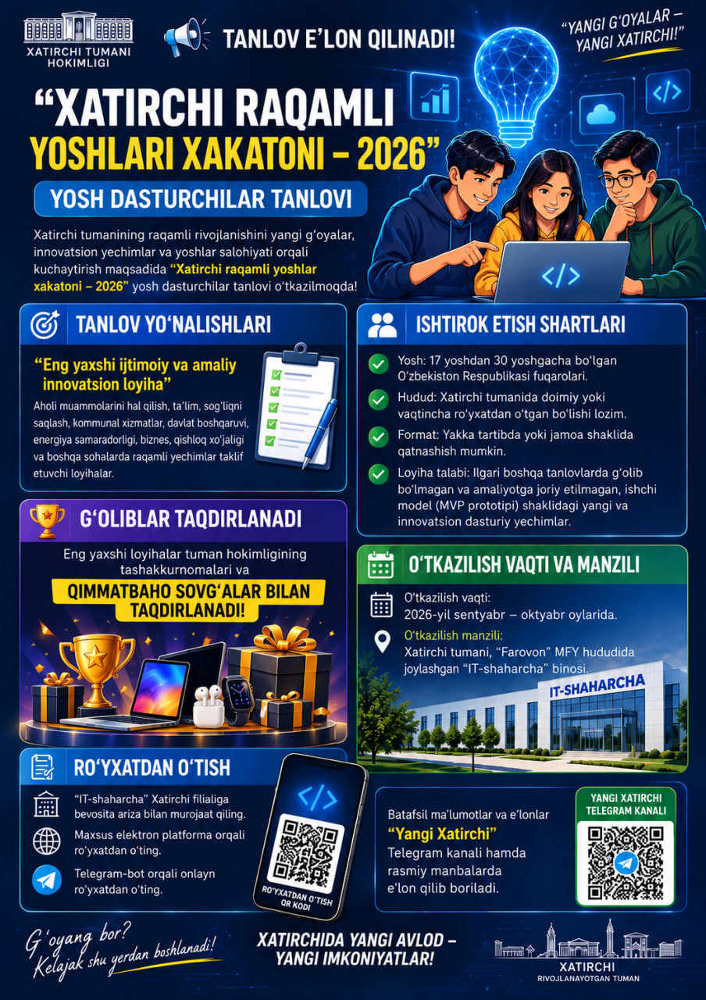 XATIRCHI TUMANI
HOKIMLIGI
TANLOV E’LON QILINADI!
“YANGI G‘OYALAR –
YANGI XATIRCHI!”
“XATIRCHI RAQAMLI
YOSHLARI XAKATONI – 2026”
YOSH DASTURCHILAR TANLOVI
Xatirchi tumanining raqamli rivojlanishini yangi g‘oyalar,
innovatsion yechimlar va yoshlar salohiyati orqali
kuchaytirish maqsadida “Xatirchi raqamli yoshlar
xakatoni – 2026” yosh dasturchilar tanlovi o‘tkazilmoqda!
</>
</>
TANLOV YO‘NALISHLARI
“Eng yaxshi ijtimoiy va amaliy
innovatsion loyiha”
Aholi muammolarini hal qilish, ta’lim, sog‘liqni
saqlash, kommunal xizmatlar, davlat boshqaruvi,
energiya samaradorligi, biznes, qishloq xo‘jaligi
va boshqa sohalarda raqamli yechimlar taklif
etuvchi loyihalar.
ISHTIROK ETISH SHARTLARI
Yosh: 17 yoshdan 30 yoshgacha bo‘lgan
O‘zbekiston Respublikasi fuqarolari.
Hudud: Xatirchi tumanida doimiy yoki
vaqtincha ro‘yxatdan o‘tgan bo‘lishi lozim.
Format: Yakka tartibda yoki jamoa shaklida
qatnashish mumkin.
Loyiha talabi: Ilgari boshqa tanlovlarda g‘olib
bo‘lmagan va amaliyotga joriy etilmagan, ishchi
model (MVP prototipi) shaklidagi yangi va
innovatsion dasturiy yechimlar.
G‘OLIBLAR TAQDIRLANADI
Eng yaxshi loyihalar tuman hokimligining
tashakkurnomalari va
QIMMATBAHO SOVG‘ALAR BILAN
TAQDIRLANADI!
O‘TKAZILISH VAQTI VA MANZILI
O‘tkazilish vaqti:
2026-yil sentyabr – oktyabr oylarida.
O‘tkazilish manzili:
Xatirchi tumani, “Farovon” MFY hududida
joylashgan “IT-shaharcha” binosi.
IT-SHAHARCHA
RO‘YXATDAN O‘TISH
“IT-shaharcha” Xatirchi filialiga
bevosita ariza bilan murojaat qiling.
Maxsus elektron platforma orqali
ro‘yxatdan o‘ting.
Telegram-bot orqali onlayn
ro‘yxatdan o‘ting.
</>
RO‘YXATDAN O‘TISH
QR KODI
Batafsil ma’lumotlar va e’lonlar
“Yangi Xatirchi”
Telegram kanali hamda
rasmiy manbalarda
e’lon qilib boriladi.
YANGI XATIRCHI
TELEGRAM KANALI
G‘oyang bor?
Kelajak shu yerdan boshlanadi!
XATIRCHIDA YANGI AVLOD –
YANGI IMKONIYATLAR!
XATIRCHI
RIVOJLANAYOTGAN TUMAN